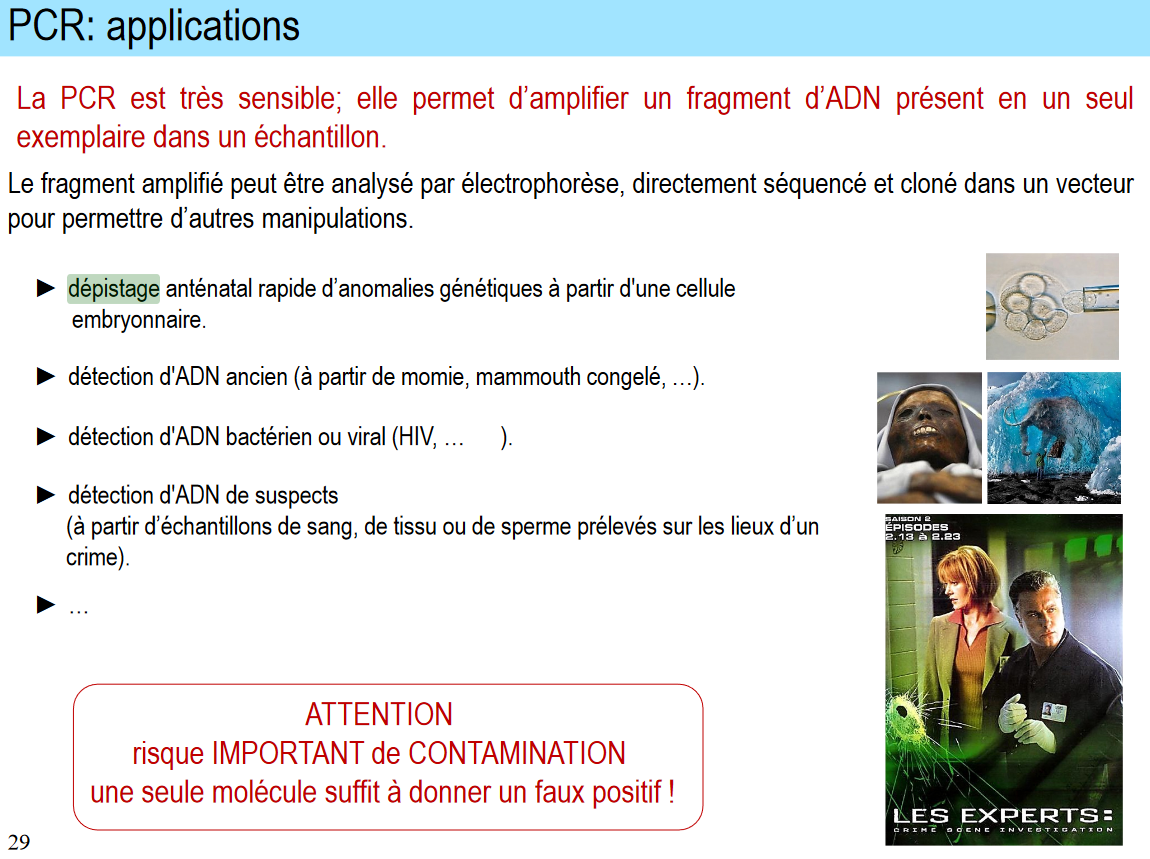 PCR: applications
La PCR est très sensible; elle permet d’amplifier un fragment d’ADN présent en un seul
exemplaire dans un échantillon.
Le fragment amplifié peut être analysé par électrophorèse, directement séquencé et cloné dans un vecteur
pour permettre d’autres manipulations.
► dépistage anténatal rapide d’anomalies génétiques à partir d'une cellule
embryonnaire.
► détection d'ADN ancien (à partir de momie, mammouth congelé, …).
► détection d'ADN bactérien ou viral (HIV, … ).
► détection d'ADN de suspects
(à partir d’échantillons de sang, de tissu ou de sperme prélevés sur les lieux d’un
crime).
► …
SAISON 2
ÉPISODES
2.13 à 2.23
LES EXPERTS:
CRIME SCENE INVESTIGATION
ATTENTION
risque IMPORTANT de CONTAMINATION
une seule molécule suffit à donner un faux positif !
29